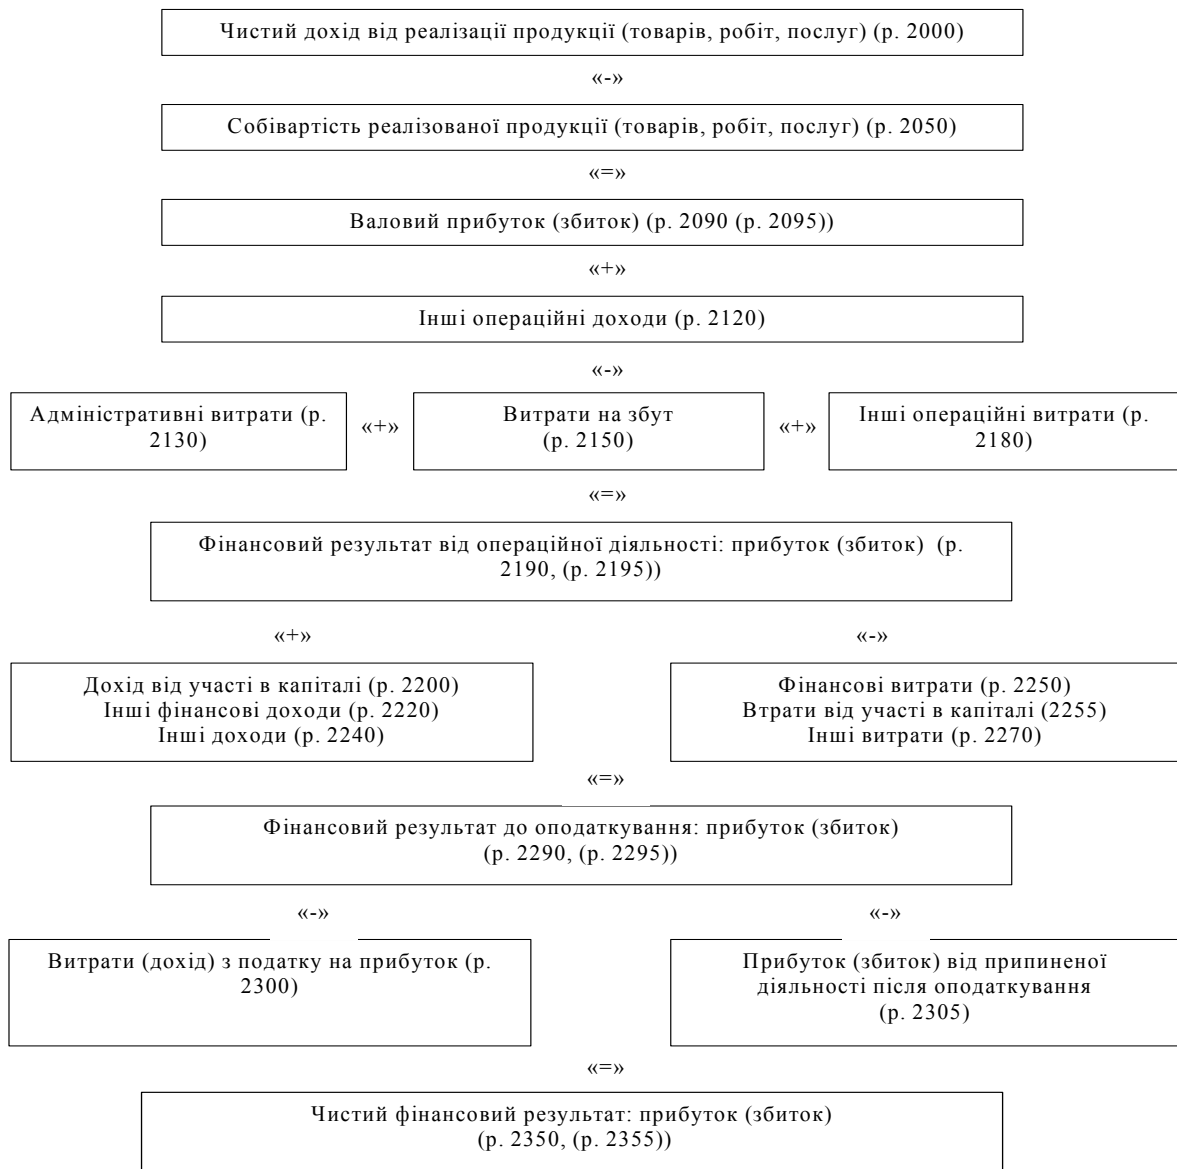 Чистий дохід від реалізації продукції (товарів, робіт, послуг) (р. 2000)
«-»
Собівартість реалізованої продукції (товарів, робіт, послуг) (р. 2050)
«=»
Валовий прибуток (збиток) (р. 2090 (р. 2095))
«+»
Інші операційні доходи (р. 2120)
«-»
Адміністративні витрати (р.
2130)
«+»
Витрати на збут
(р. 2150)
«+»
Інші операційні витрати (р.
2180)
«=»
Фінансовий результат від операційної діяльності: прибуток (збиток) (р.
2190, (р. 2195))
«+»
«-»
Дохід від участі в капіталі (р. 2200)
Інші фінансові доходи (р. 2220)
Інші доходи (р. 2240)
Фінансові витрати (р. 2250)
Втрати від участі в капіталі (2255)
Інші витрати (р. 2270)
«=»
Фінансовий результат до оподаткування: прибуток (збиток)
(р. 2290, (р. 2295))
«-»
«-»
Витрати (дохід) з податку на прибуток (р.
2300)
Прибуток (збиток) від припиненої
діяльності після оподаткування
(р. 2305)
«=»
Чистий фінансовий результат: прибуток (збиток)
(р. 2350, (р. 2355))